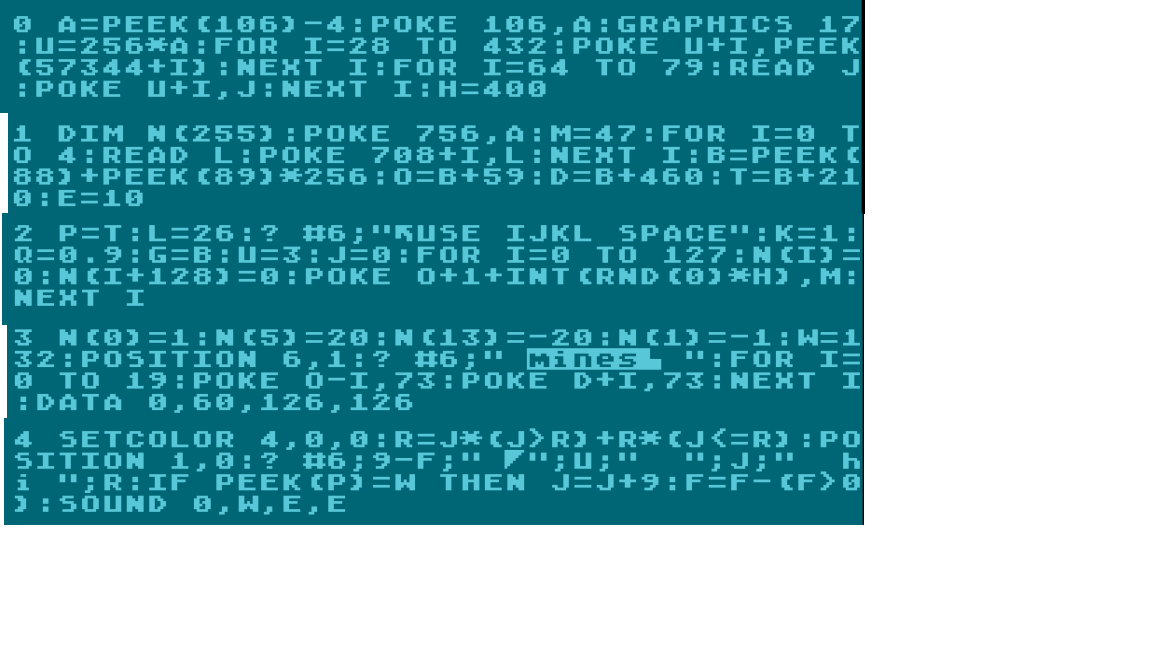 0 A=PEEK(106)-4:POKE 106,A:GRAPHICS 17
:U=256*A:FOR I=28 TO 432:POKE U+I,PEEK
(57344+I):NEXT I:FOR I=64 TO 79:READ J
:POKE U+I,J:NEXT I:H=400
1 DIM N(255):POKE 756,A:M=47:FOR I=0 T
O 4:READ L:POKE 708+I,L:NEXT I:B=PEEK(
88)+PEEK(89)*256:O=B+59:D=B+460:T=B+21
0:E=10
2 P=T:L=26:? #6;"↖USE IJKL SPACE":K=1:
Q=0.9:G=B:U=3:J=0:FOR I=0 TO 127:N(I)=
0:N(I+128)=0:POKE O+1+INT(RND(0)*H),M:
NEXT I
3 N(0)=1:N(5)=20:N(13)=-20:N(1)=-1:W=1
32:POSITION 6,1:? #6;" mines ▙ ":FOR I=
0 TO 19:POKE O-I,73:POKE D+I,73:NEXT I
:DATA 0,60,126,126
4 SETCOLOR 4,0,0:R=J*(J>R)+R*(J<=R):PO
SITION 1,0:? #6;9-F;" ◤";U;"  ";J;"  h
i ";R:IF PEEK(P)=W THEN J=J+9:F=F-(F>0
):SOUND 0,W,E,E